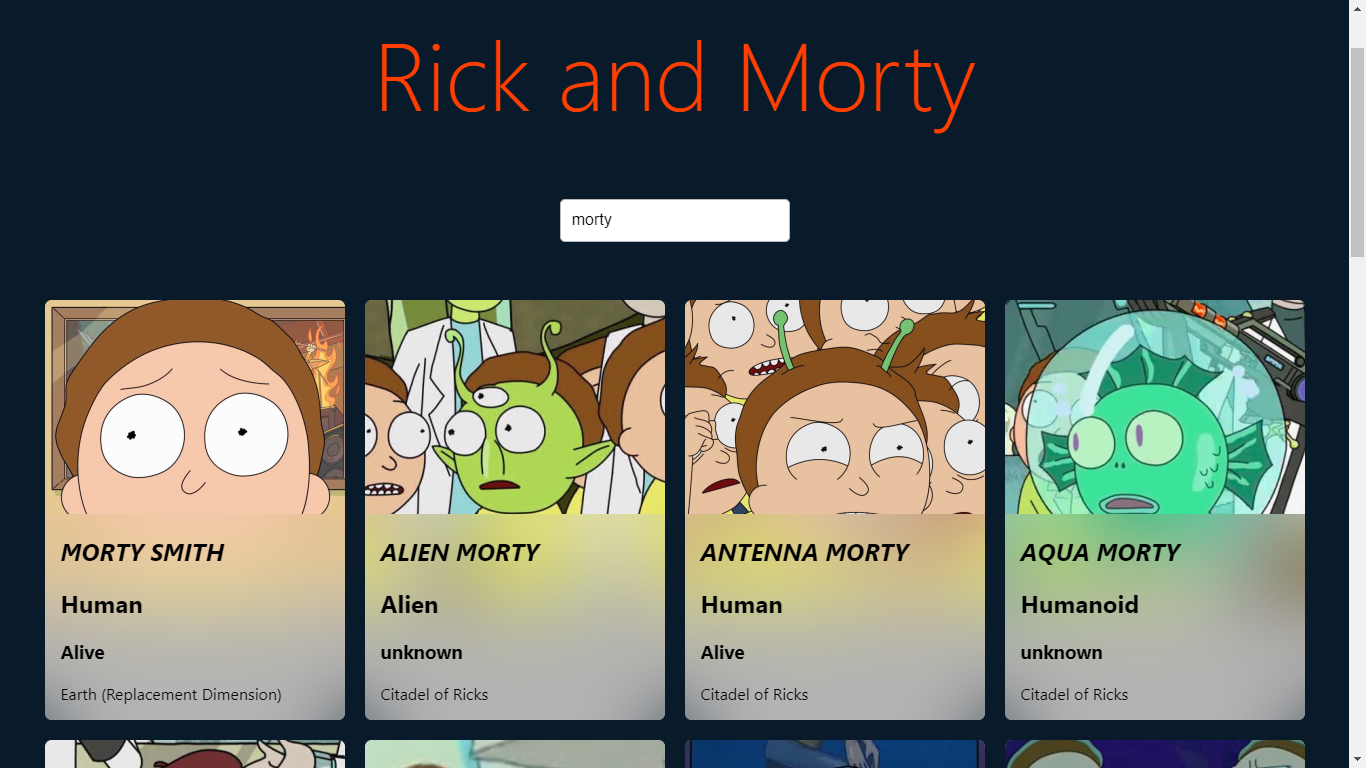 Rick and Morty
morty
MORTY SMITH
Human
Alive
Earth (Replacement Dimension)
ALIEN MORTY
Alien
unknown
Citadel of Ricks
ANTENNA MORTY
Human
Alive
Citadel of Ricks
AQUA MORTY
Humanoid
unknown
Citadel of Ricks